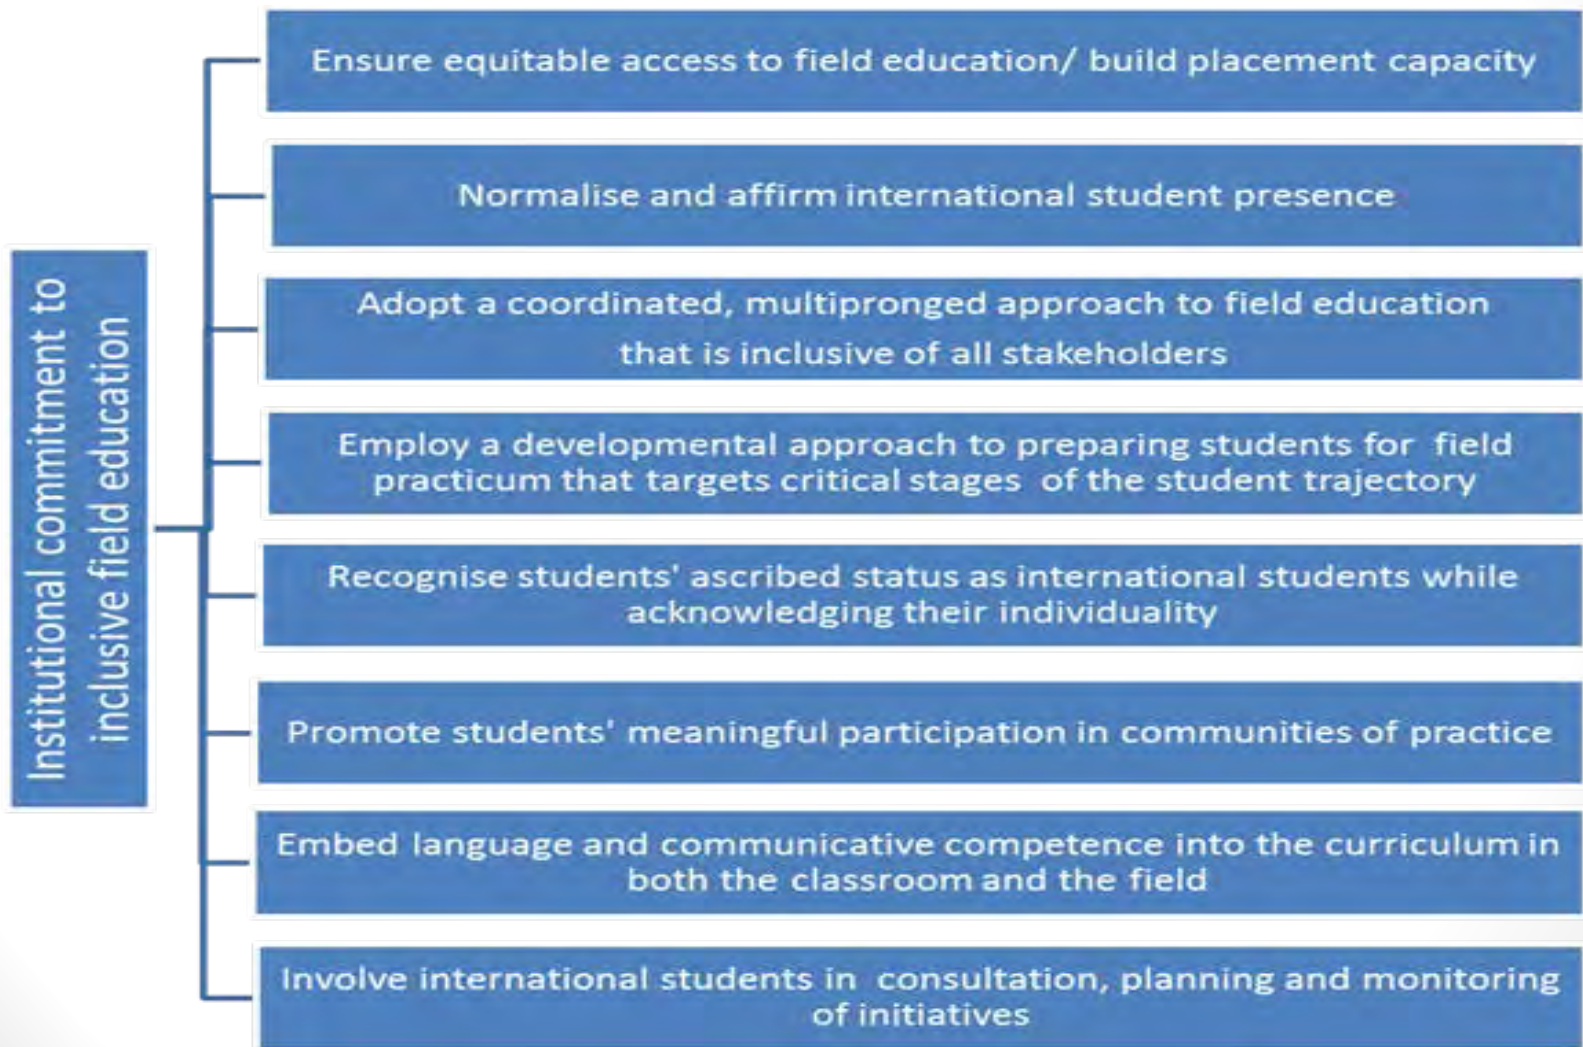 Institutional commitment to
inclusive field education
Ensure equitable access to field education/ build placement capacity
Normalise and affirm international student presence
Adopt a coordinated, multipronged approach to field education
that is inclusive of all stakeholders
Employ a developmental approach to preparing students for field
practicum that targets critical stages of the student trajectory
Recognise students' ascribed status as international students while
acknowledging their individuality
Promote students' meaningful participation in communities of practice
Embed language and communicative competence into the curriculum in
both the classroom and the field
Involve international students in consultation, planning and monitoring
of initiatives